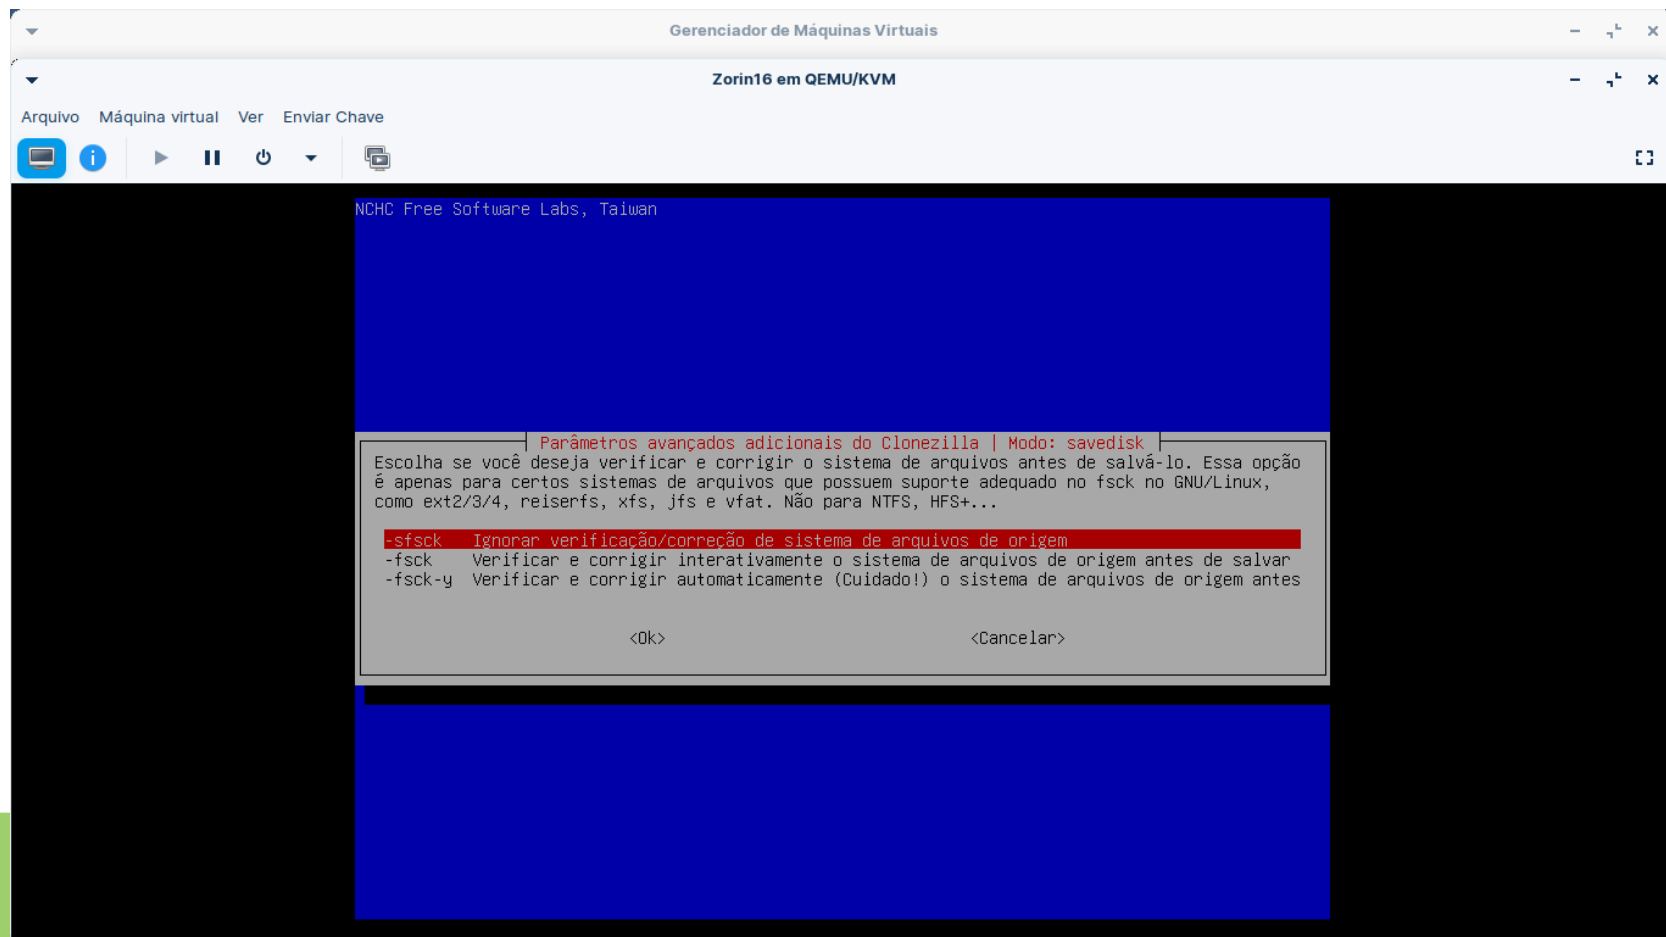 Gerenciador de Máquinas Virtuais
Zorin16 em QEMU/KVM
Arquivo Máquina virtual Ver Enviar Chave
NCHC Free Software Labs, Taiwan
Parâmetros avançados adicionais do Clonezilla | Modo: savedisk
Escolha se você deseja verificar e corrigir o sistema de arquivos antes de salvá-lo. Essa opção
é apenas para certos sistemas de arquivos que possuem suporte adequado no fsck no GNU/Linux,
como ext2/3/4, reiserfs, xfs, jfs e vfat. Não para NTFS, HFS+...
-sfsck Ignorar verificação/correção de sistema de arquivos de origem
-fsck Verificar e corrigir interativamente o sistema de arquivos de origem antes de salvar
-fsck-y Verificar e corrigir automaticamente (Cuidado!) o sistema de arquivos de origem antes
<Ok> <Cancelar>